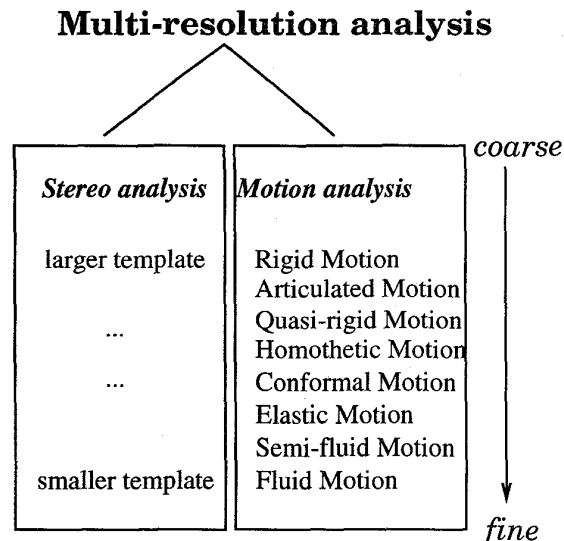 Multi-resolution analysis
coarse
Stereo analysis
larger template
...
...
smaller template
Motion analysis
Rigid Motion
Articulated Motion
Quasi-rigid Motion
Homothetic Motion
Conformal Motion
Elastic Motion
Semi-fluid Motion
Fluid Motion
fine